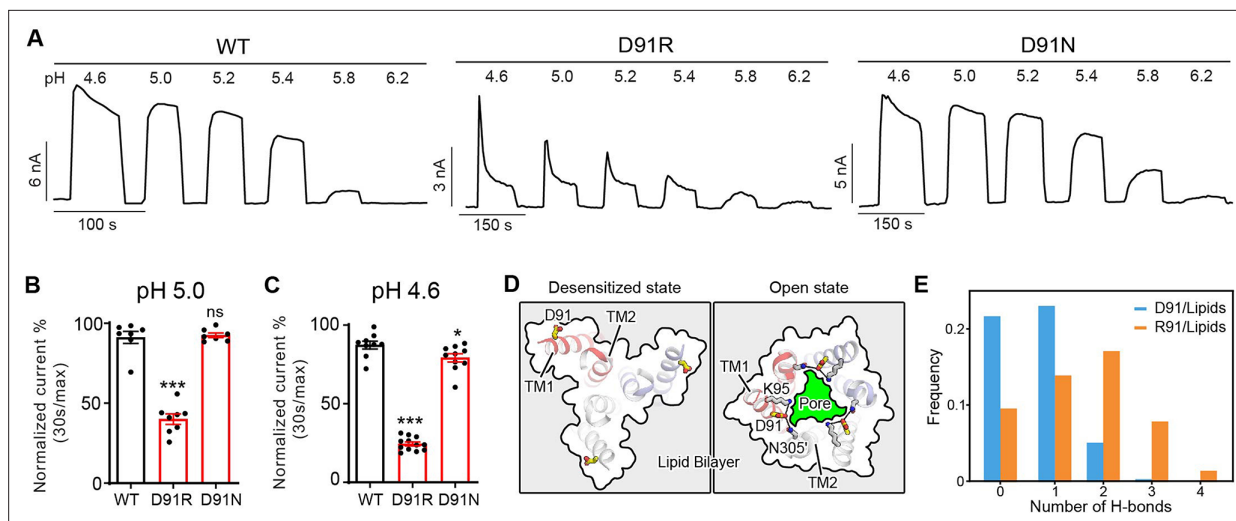 A
WT D91R D91N
pH 4.6 5.0 5.2 5.4 5.8 6.2 4.6 5.0 5.2 5.4 5.8 6.2 4.6 5.0 5.2 5.4 5.8 6.2
6 nA
100 s
3 nA
150 s
5 nA
150 s
B
pH 5.0
Normalized current %
(30s/max)
100
50
0
***
ns
WT D91R D91N
C
pH 4.6
Normalized current %
(30s/max)
100
50
0
***
*
WT D91R D91N
D
Desensitized state Open state
D91
TM2
TM1
Lipid Bilayer
TM1
K95
Pore
D91
N305'
TM2
E
D91/Lipids
R91/Lipids
Frequency
0.2
0.1
0
0 1 2 3 4
Number of H-bonds